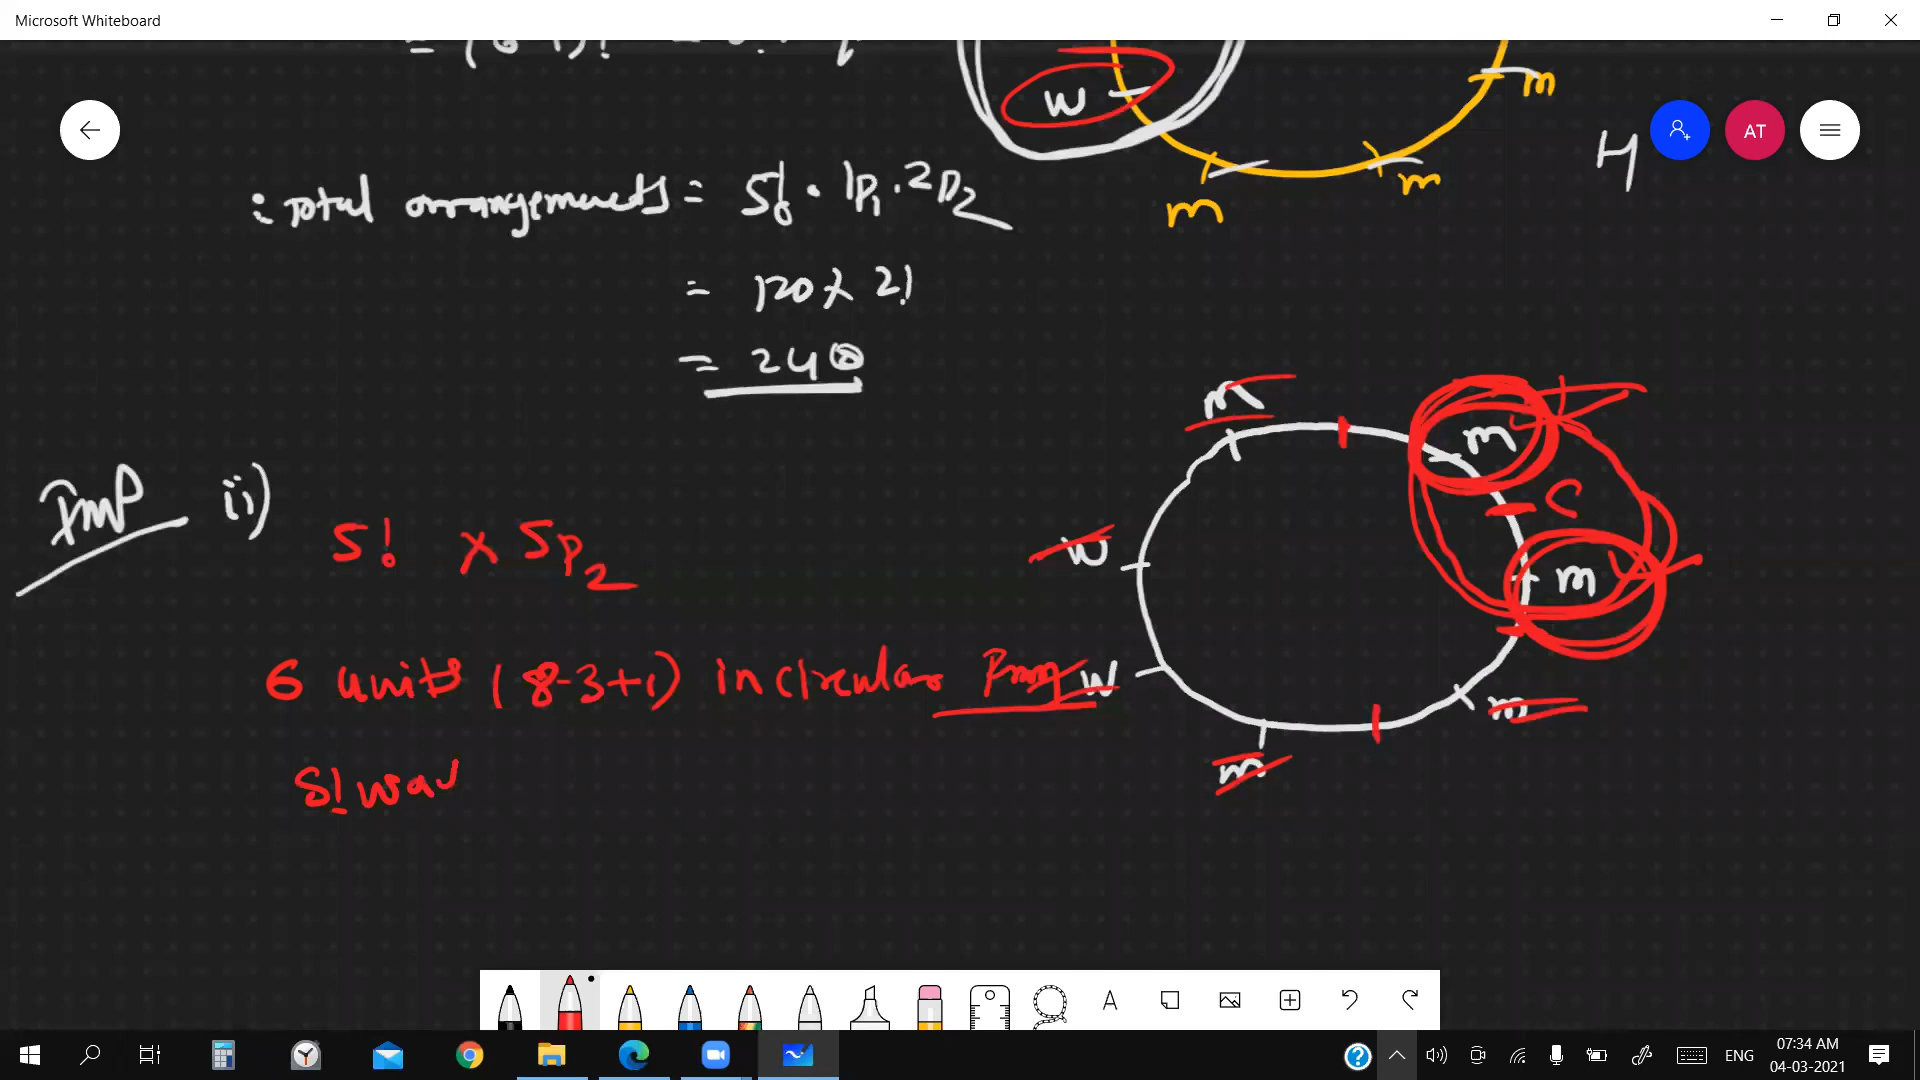 Microsoft Whiteboard
W
m
m
m
H
AT
∴ Total arrangements = 5! · 1P1 · 2P2
= 120 × 2!
= 240
Imp ii)
5! × 5P2
6 units (8-3+1) in circular
5! way
m
m
C
m
m
m
W
W
ENG
07:34 AM
04-03-2021